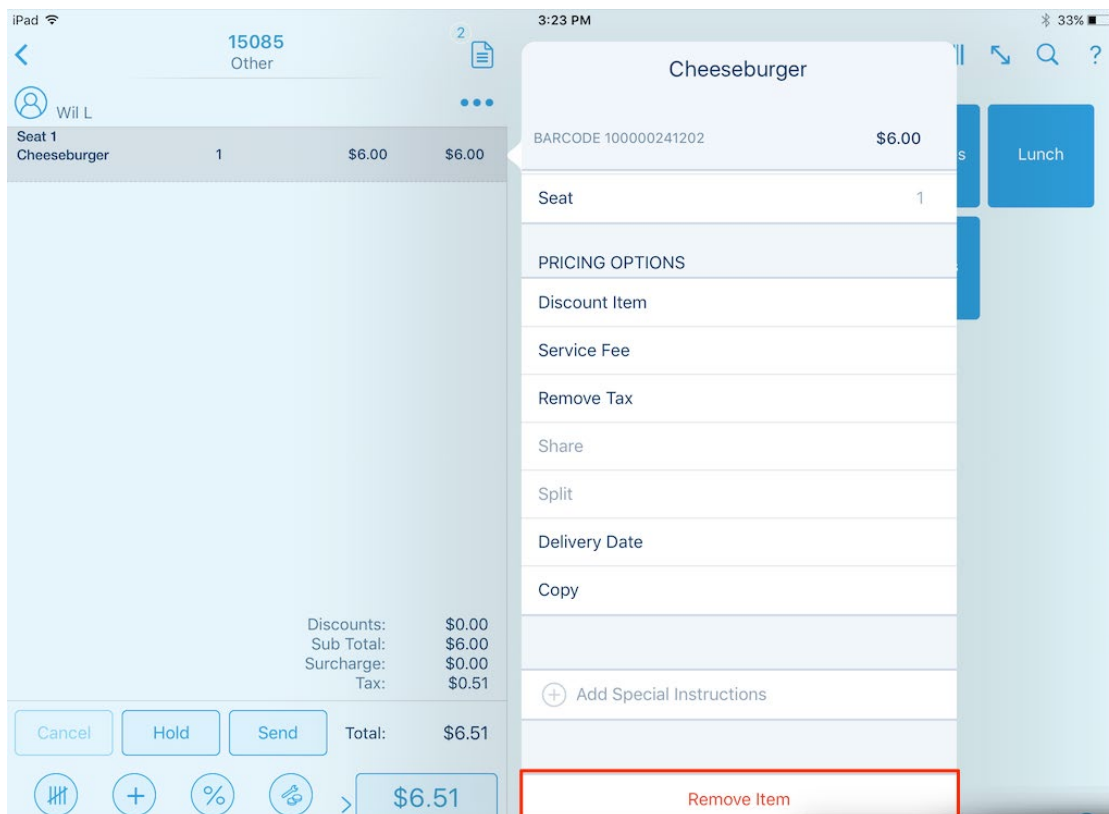 iPad 3:23 PM 33%
15085
Other
2
Wil L
•••
Seat 1
Cheeseburger 1 $6.00 $6.00
Discounts: $0.00
Sub Total: $6.00
Surcharge: $0.00
Tax: $0.51
Cancel Hold Send Total: $6.51
+ % > $6.51
Cheeseburger
BARCODE 100000241202 $6.00
Seat 1
PRICING OPTIONS
Discount Item
Service Fee
Remove Tax
Share
Split
Delivery Date
Copy
+ Add Special Instructions
Remove Item
?
s Lunch